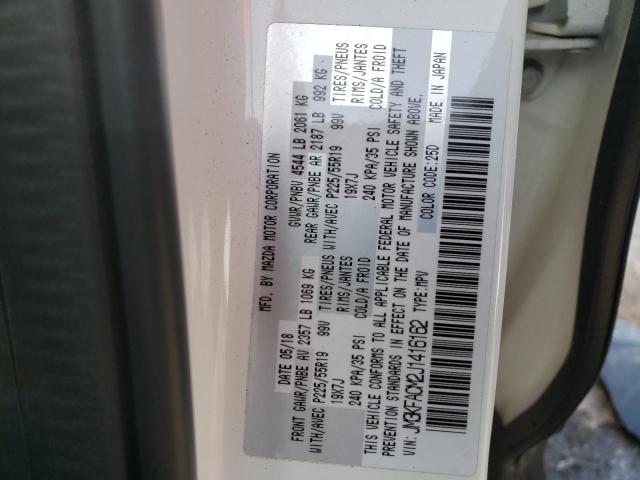 MFD. BY MAZDA MOTOR CORPORATION
DATE 05/18 GVWR/PNBV 4544 LB 2061 KG
FRONT GAWR/PNBE AV 2357 LB 1069 KG REAR GAWR/PNBE AR 2187 LB 992 KG
WITH/AVEC P225/55R19 99V TIRES/PNEUS WITH/AVEC P225/55R19 99V TIRES/PNEUS
19X7J RIMS/JANTES 19X7J RIMS/JANTES
240 KPA/35 PSI COLD/A FROID 240 KPA/35 PSI COLD/A FROID
THIS VEHICLE CONFORMS TO ALL APPLICABLE FEDERAL MOTOR VEHICLE SAFETY AND THEFT
PREVENTION STANDARDS IN EFFECT ON THE DATE OF MANUFACTURE SHOWN ABOVE.
VIN: JM3KFACM2J1416162 TYPE:MPV COLOR CODE:25D MADE IN JAPAN